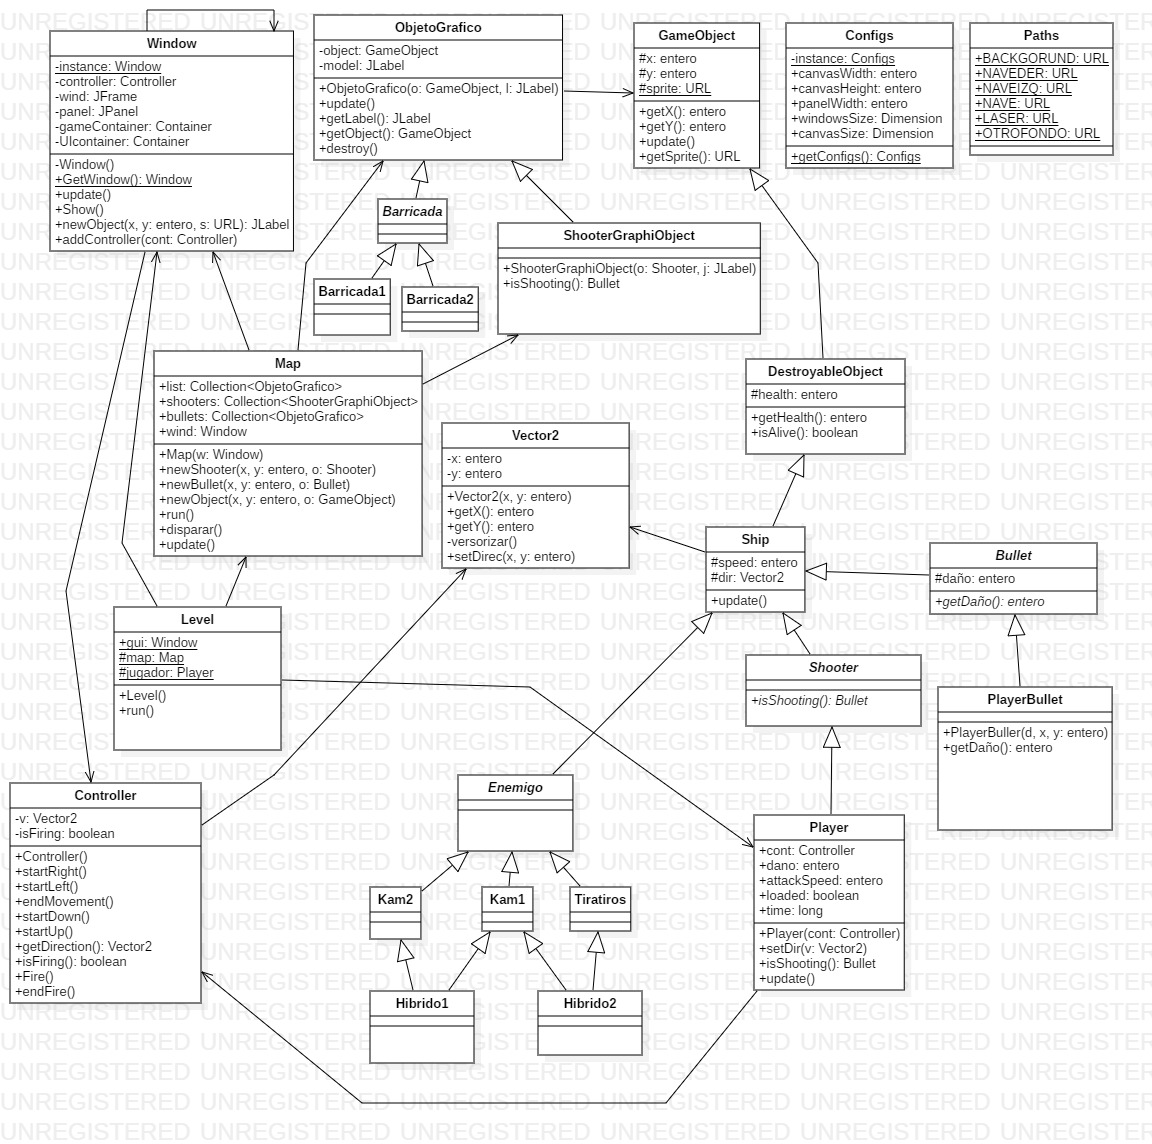 Window
-instance: Window
-controller: Controller
-wind: JFrame
-panel: JPanel
-gameContainer: Container
-UIcontainer: Container
-Window()
+GetWindow(): Window
+update()
+Show()
+newObject(x, y: entero, s: URL): JLabel
+addController(cont: Controller)
ObjetoGrafico
-object: GameObject
-model: JLabel
+ObjetoGrafico(o: GameObject, l: JLabel)
+update()
+getLabel(): JLabel
+getObject(): GameObject
+destroy()
GameObject
#x: entero
#y: entero
#sprite: URL
+getX(): entero
+getY(): entero
+update()
+getSprite(): URL
Configs
-instance: Configs
+canvasWidth: entero
+canvasHeight: entero
+panelWidth: entero
+windowsSize: Dimension
+canvasSize: Dimension
+getConfigs(): Configs
Paths
+BACKGORUND: URL
+NAVEDER: URL
+NAVEIZQ: URL
+NAVE: URL
+LASER: URL
+OTROFONDO: URL
Barricada
Barricada1
Barricada2
ShooterGraphiObject
+ShooterGraphiObject(o: Shooter, j: JLabel)
+isShooting(): Bullet
Map
+list: Collection<ObjetoGrafico>
+shooters: Collection<ShooterGraphiObject>
+bullets: Collection<ObjetoGrafico>
+wind: Window
+Map(w: Window)
+newShooter(x, y: entero, o: Shooter)
+newBullet(x, y: entero, o: Bullet)
+newObject(x, y: entero, o: GameObject)
+run()
+disparar()
+update()
DestroyableObject
#health: entero
+getHealth(): entero
+isAlive(): boolean
Vector2
-x: entero
-y: entero
+Vector2(x, y: entero)
+getX(): entero
+getY(): entero
-versorizar()
+setDirec(x, y: entero)
Ship
#speed: entero
#dir: Vector2
+update()
Bullet
#daño: entero
+getDaño(): entero
Level
+gui: Window
#map: Map
#jugador: Player
+Level()
+run()
Shooter
+isShooting(): Bullet
PlayerBullet
+PlayerBuller(d, x, y: entero)
+getDaño(): entero
Controller
-v: Vector2
-isFiring: boolean
+Controller()
+startRight()
+startLeft()
+endMovement()
+startDown()
+startUp()
+getDirection(): Vector2
+isFiring(): boolean
+Fire()
+endFire()
Enemigo
Player
+cont: Controller
+dano: entero
+attackSpeed: entero
+loaded: boolean
+time: long
+Player(cont: Controller)
+setDir(v: Vector2)
+isShooting(): Bullet
+update()
Kam2
Kam1
Tiratiros
Hibrido1
Hibrido2